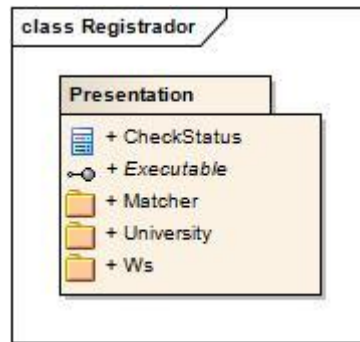 class Registrador
Presentation
+ CheckStatus
+ Executable
+ Matcher
+ University
+ Ws